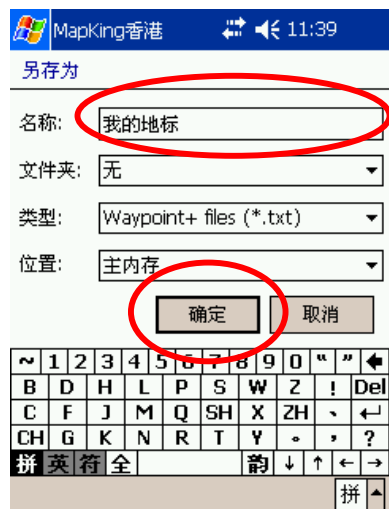 MapKing香港 11:39
另存为
名称: 我的地标
文件夹: 无
类型: Waypoint+ files (*.txt)
位置: 主内存
确定 取消
~ 1 2 3 4 5 6 7 8 9 0 “ ” ←
B D H L P S W Z ! Del
C F J M Q SH X ZH 、 ↵
CH G K N R T Y 。 , ?
拼 英 符 全 韵 ↓ ↑ ← →
拼